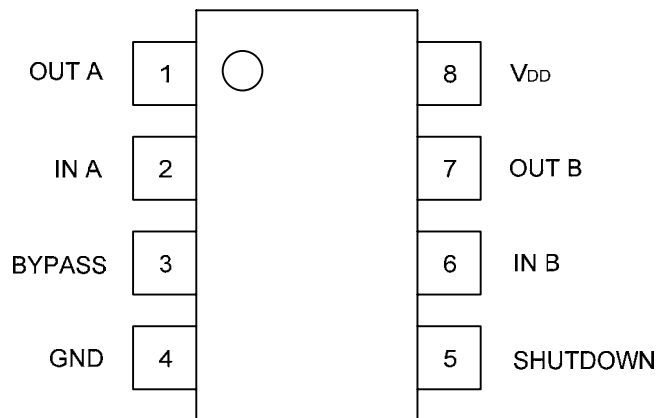 OUT A 1 8 VDD
IN A 2 7 OUT B
BYPASS 3 6 IN B
GND 4 5 SHUTDOWN